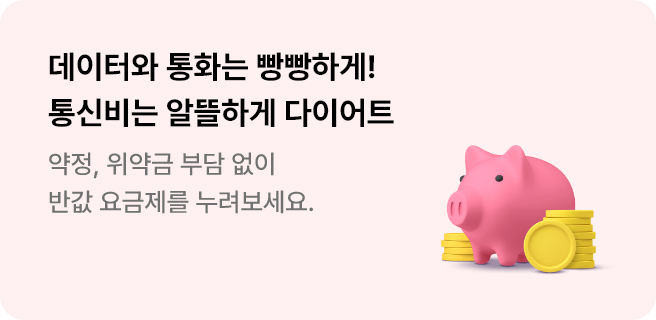 데이터와 통화는 빵빵하게!
통신비는 알뜰하게 다이어트
약정, 위약금 부담 없이
반값 요금제를 누려보세요.